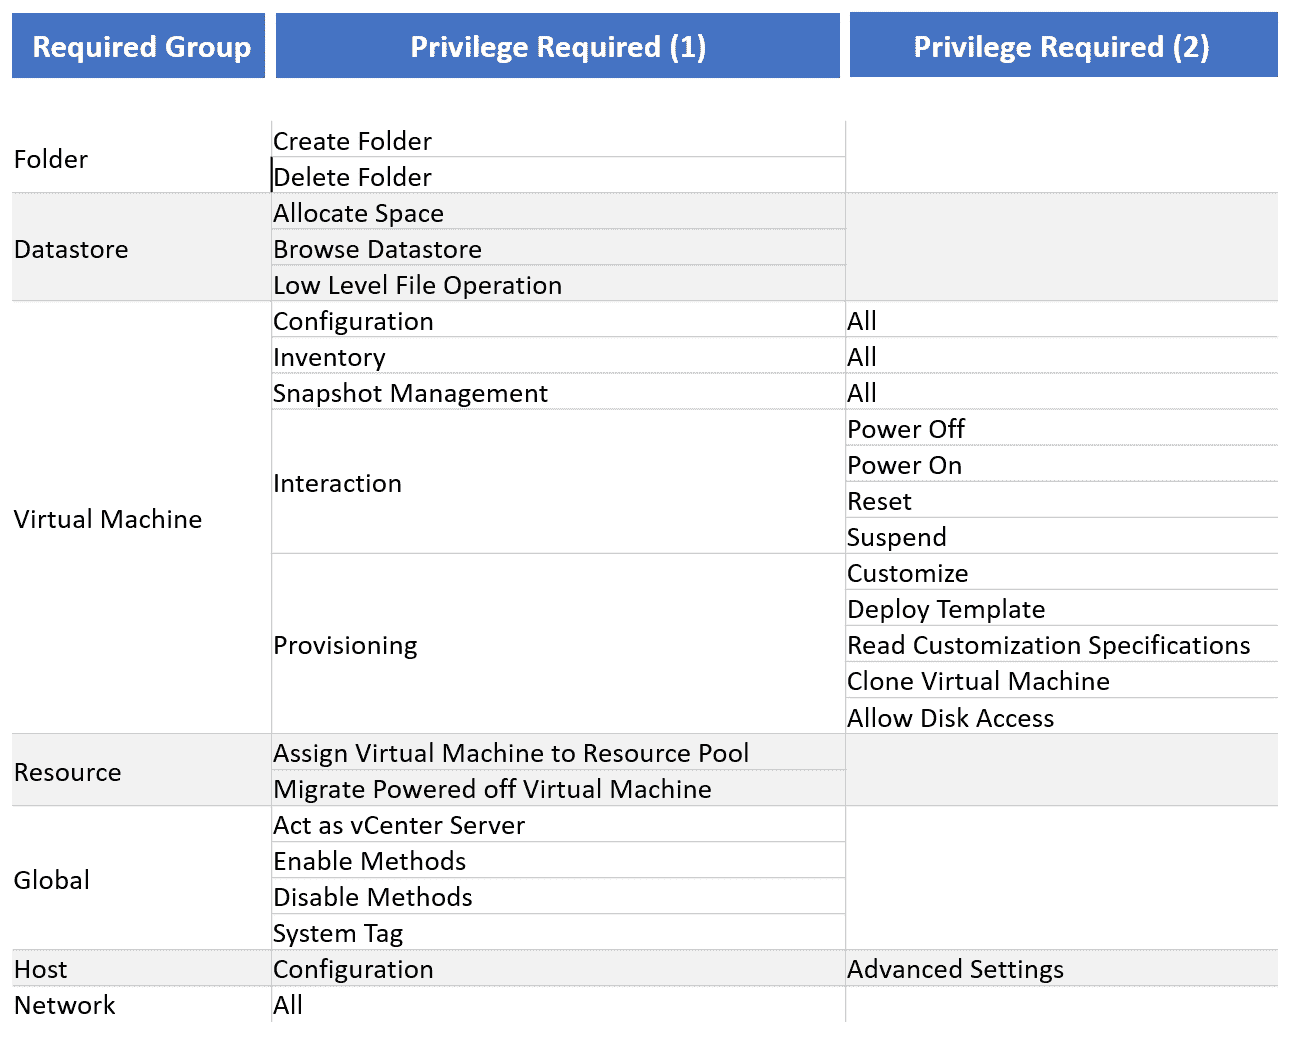 Required Group Privilege Required (1) Privilege Required (2)
Folder
Create Folder
Delete Folder
Datastore
Allocate Space
Browse Datastore
Low Level File Operation
Virtual Machine
Configuration All
Inventory All
Snapshot Management All
Interaction
Power Off
Power On
Reset
Suspend
Provisioning
Customize
Deploy Template
Read Customization Specifications
Clone Virtual Machine
Allow Disk Access
Resource
Assign Virtual Machine to Resource Pool
Migrate Powered off Virtual Machine
Global
Act as vCenter Server
Enable Methods
Disable Methods
System Tag
Host Configuration Advanced Settings
Network All